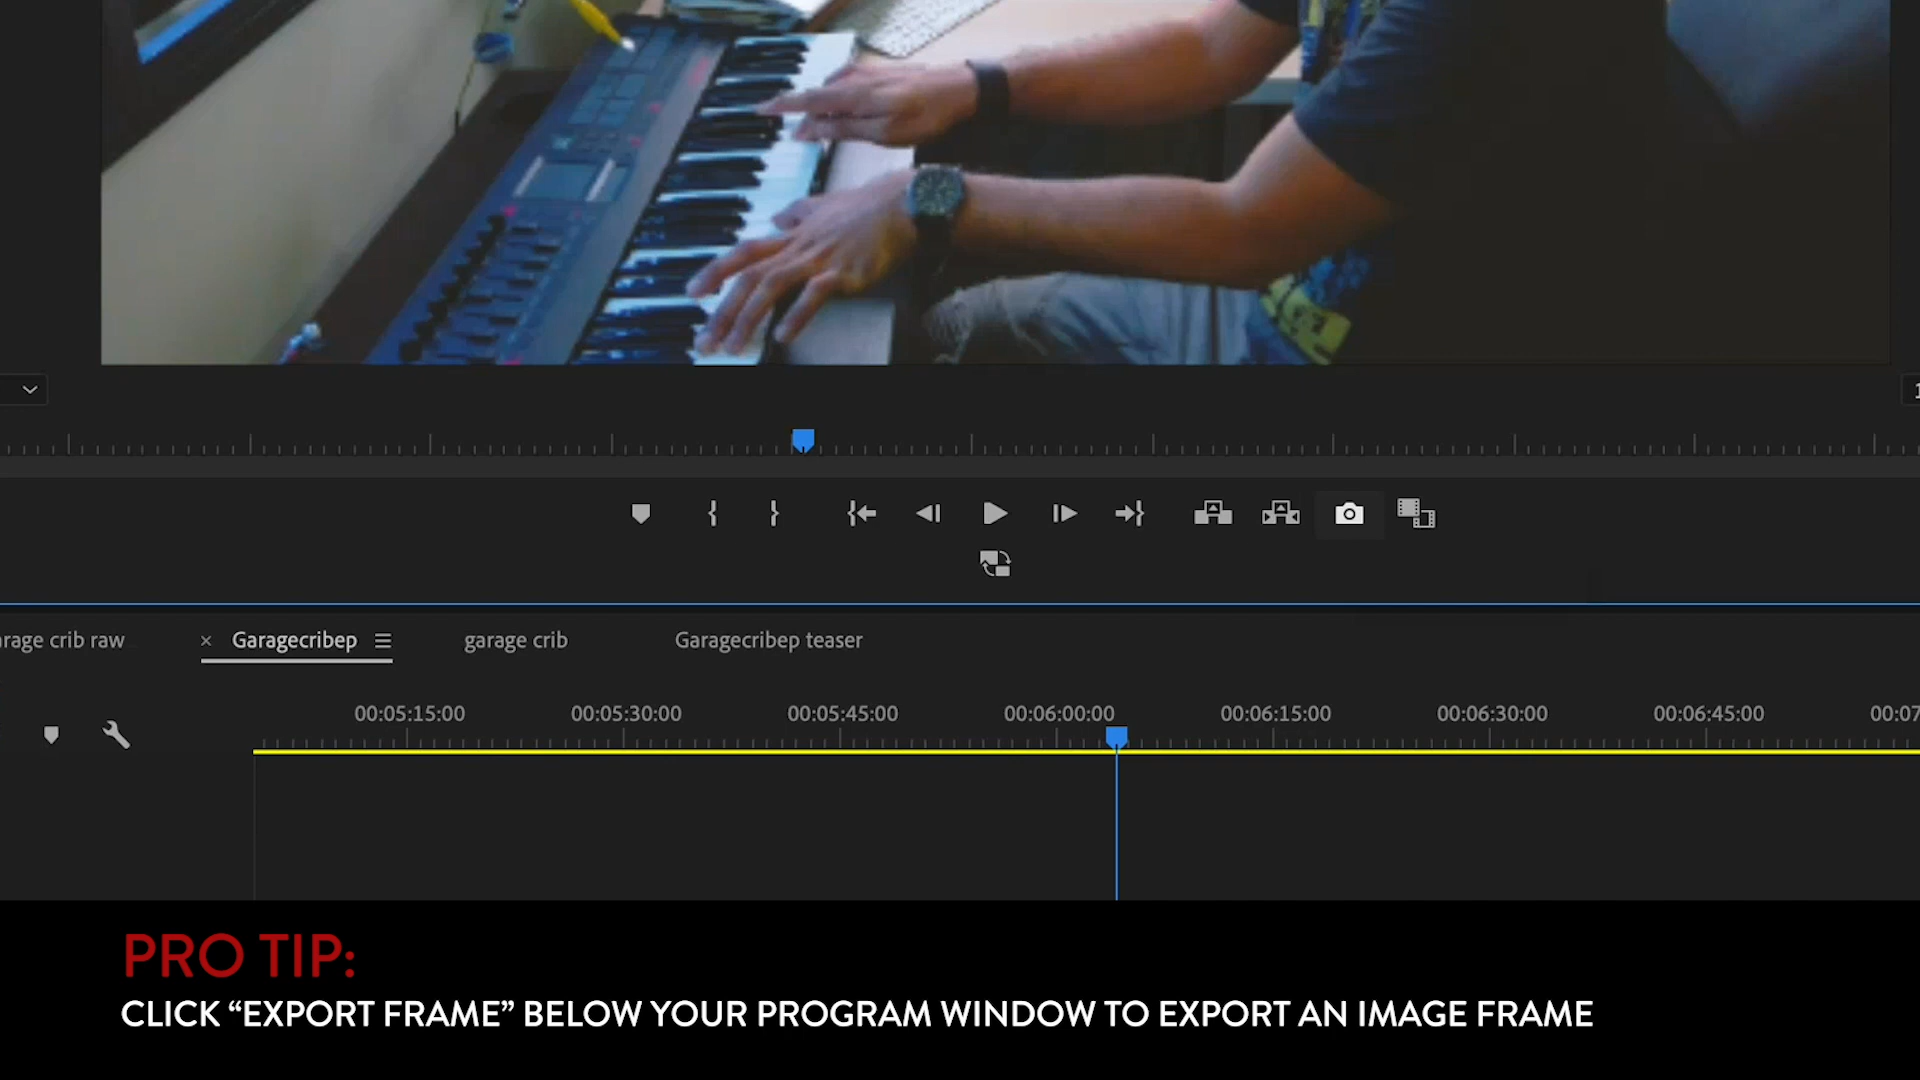 rage crib raw
× Garagecribep
garage crib
Garagecribep teaser
00:05:15:00 00:05:30:00 00:05:45:00 00:06:00:00 00:06:15:00 00:06:30:00 00:06:45:00 00:07
PRO TIP:
CLICK “EXPORT FRAME” BELOW YOUR PROGRAM WINDOW TO EXPORT AN IMAGE FRAME